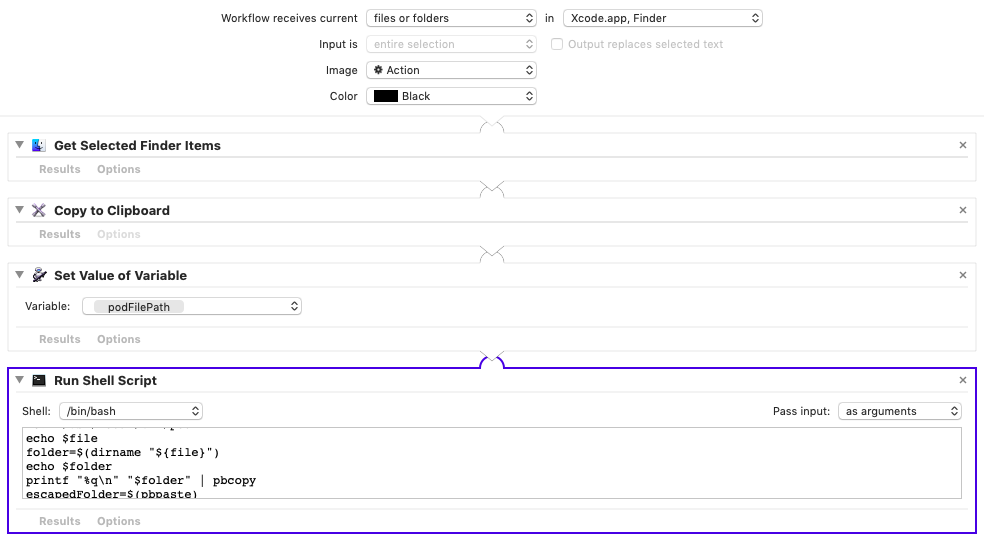 Workflow receives current files or folders in Xcode.app, Finder
Input is entire selection Output replaces selected text
Image Action
Color Black
Get Selected Finder Items
Results Options
Copy to Clipboard
Results Options
Set Value of Variable
Variable: podFilePath
Results Options
Run Shell Script
Shell: /bin/bash Pass input: as arguments
echo $file
folder=$(dirname "${file}")
echo $folder
printf "%q\n" "$folder" | pbcopy
escapedFolder=$(pbpaste)
Results Options